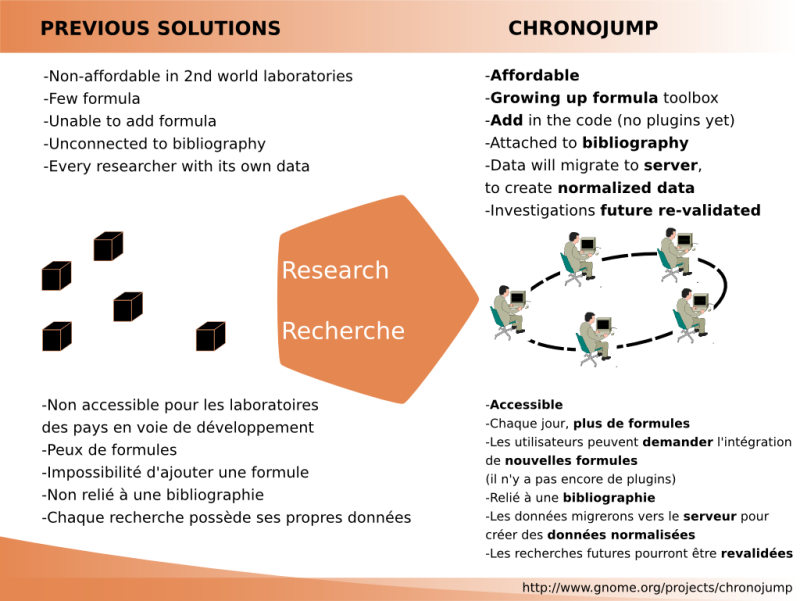 PREVIOUS SOLUTIONS
-Non-affordable in 2nd world laboratories
-Few formula
-Unable to add formula
-Unconnected to bibliography
-Every researcher with its own data
CHRONOJUMP
-Affordable
-Growing up formula toolbox
-Add in the code (no plugins yet)
-Attached to bibliography
-Data will migrate to server,
to create normalized data
-Investigations future re-validated
Research
Recherche
-Non accessible pour les laboratoires
des pays en voie de développement
-Peux de formules
-Impossibilité d'ajouter une formule
-Non relié à une bibliographie
-Chaque recherche possède ses propres données
-Accessible
-Chaque jour, plus de formules
-Les utilisateurs peuvent demander l'intégration
de nouvelles formules
(il n'y a pas encore de plugins)
-Relié à une bibliographie
-Les données migrerons vers le serveur pour
créer des données normalisées
-Les recherches futures pourront être revalidées
http://www.gnome.org/projects/chronojump